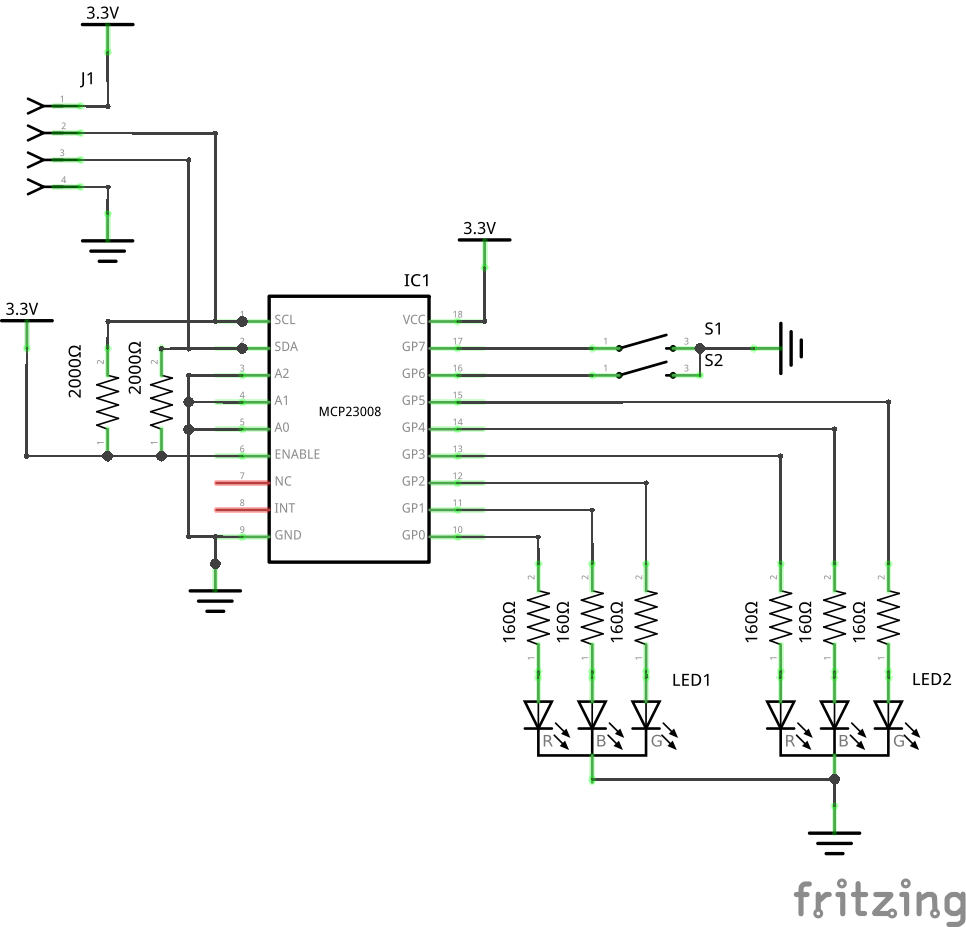 3.3V
J1
1
2
3
4
3.3V
3.3V
IC1
1 SCL
VCC 18
2 SDA
GP7 17
3 A2
GP6 16
4 A1
GP5 15
5 A0
GP4 14
6 ENABLE
GP3 13
7 NC
GP2 12
8 INT
GP1 11
9 GND
GP0 10
MCP23008
2000Ω
2
1
2000Ω
2
1
S1
1
3
S2
1
3
160Ω
2
1
160Ω
2
1
160Ω
2
1
160Ω
2
1
160Ω
2
1
160Ω
2
1
LED1
R
B
G
LED2
R
B
G
fritzing